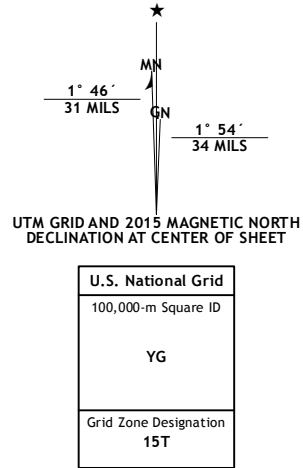 ★
MN
1° 46´
31 MILS
GN
1° 54´
34 MILS
UTM GRID AND 2015 MAGNETIC NORTH
DECLINATION AT CENTER OF SHEET
U.S. National Grid
100,000-m Square ID
YG
Grid Zone Designation
15T